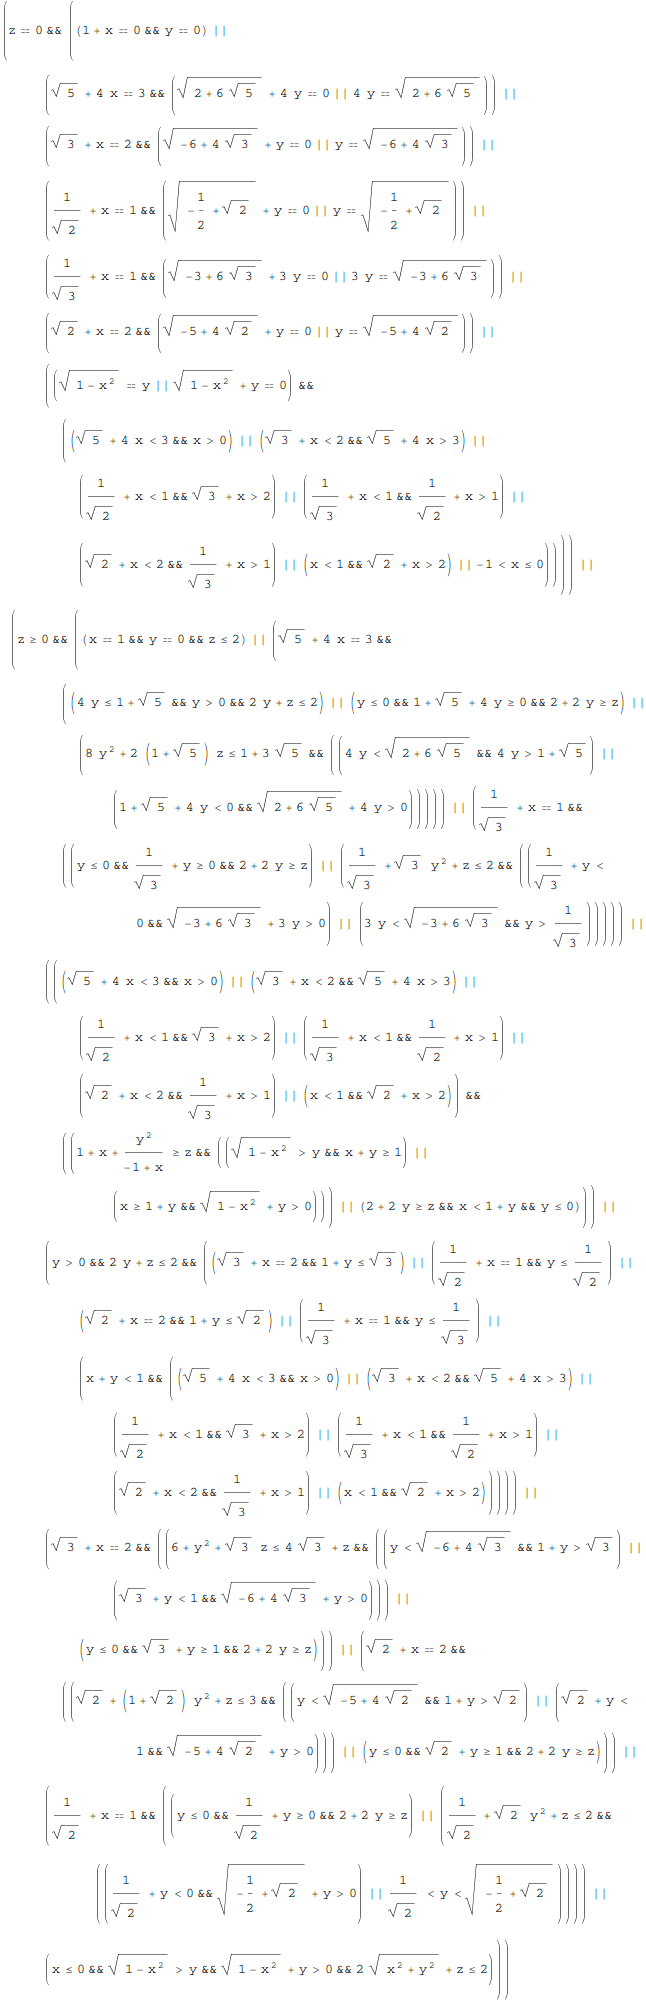 (z == 0 && ((1 + x == 0 && y == 0) ||
(√5 + 4 x == 3 && (√(2 + 6 √5) + 4 y == 0 || 4 y == √(2 + 6 √5))) ||
(√3 + x == 2 && (√(-6 + 4 √3) + y == 0 || y == √(-6 + 4 √3))) ||
(1/√2 + x == 1 && (√(-1/2 + √2) + y == 0 || y == √(-1/2 + √2))) ||
(1/√3 + x == 1 && (√(-3 + 6 √3) + 3 y == 0 || 3 y == √(-3 + 6 √3))) ||
(√2 + x == 2 && (√(-5 + 4 √2) + y == 0 || y == √(-5 + 4 √2))) ||
((√(1 - x²) == y || √(1 - x²) + y == 0) &&
((√5 + 4 x < 3 && x > 0) || (√3 + x < 2 && √5 + 4 x > 3) ||
(1/√2 + x < 1 && √3 + x > 2) || (1/√3 + x < 1 && 1/√2 + x > 1) ||
(√2 + x < 2 && 1/√3 + x > 1) || (x < 1 && √2 + x > 2) || -1 < x ≤ 0)))) ||
(z ≥ 0 && ((x == 1 && y == 0 && z ≤ 2) || (√5 + 4 x == 3 &&
((4 y ≤ 1 + √5 && y > 0 && 2 y + z ≤ 2) || (y ≤ 0 && 1 + √5 + 4 y ≥ 0 && 2 + 2 y ≥ z) ||
(8 y² + 2 (1 + √5) z ≤ 1 + 3 √5 && ((4 y < √(2 + 6 √5) && 4 y > 1 + √5) ||
(1 + √5 + 4 y < 0 && √(2 + 6 √5) + 4 y > 0))))) || (1/√3 + x == 1 &&
((y ≤ 0 && 1/√3 + y ≥ 0 && 2 + 2 y ≥ z) || (1/√3 + √3 y² + z ≤ 2 && ((1/√3 + y <
0 && √(-3 + 6 √3) + 3 y > 0) || (3 y < √(-3 + 6 √3) && y > 1/√3))))) ||
(((√5 + 4 x < 3 && x > 0) || (√3 + x < 2 && √5 + 4 x > 3) ||
(1/√2 + x < 1 && √3 + x > 2) || (1/√3 + x < 1 && 1/√2 + x > 1) ||
(√2 + x < 2 && 1/√3 + x > 1) || (x < 1 && √2 + x > 2)) &&
((1 + x + y²/(-1 + x) ≥ z && ((√(1 - x²) > y && x + y ≥ 1) ||
(x ≥ 1 + y && √(1 - x²) + y > 0))) || (2 + 2 y ≥ z && x < 1 + y && y ≤ 0))) ||
(y > 0 && 2 y + z ≤ 2 && ((√3 + x == 2 && 1 + y ≤ √3) || (1/√2 + x == 1 && y ≤ 1/√2) ||
(√2 + x == 2 && 1 + y ≤ √2) || (1/√3 + x == 1 && y ≤ 1/√3) ||
(x + y < 1 && ((√5 + 4 x < 3 && x > 0) || (√3 + x < 2 && √5 + 4 x > 3) ||
(1/√2 + x < 1 && √3 + x > 2) || (1/√3 + x < 1 && 1/√2 + x > 1) ||
(√2 + x < 2 && 1/√3 + x > 1) || (x < 1 && √2 + x > 2))))) ||
(√3 + x == 2 && ((6 + y² + √3 z ≤ 4 √3 + z && ((y < √(-6 + 4 √3) && 1 + y > √3) ||
(√3 + y < 1 && √(-6 + 4 √3) + y > 0))) ||
(y ≤ 0 && √3 + y ≥ 1 && 2 + 2 y ≥ z))) || (√2 + x == 2 &&
((√2 + (1 + √2) y² + z ≤ 3 && ((y < √(-5 + 4 √2) && 1 + y > √2) || (√2 + y <
1 && √(-5 + 4 √2) + y > 0))) || (y ≤ 0 && √2 + y ≥ 1 && 2 + 2 y ≥ z))) ||
(1/√2 + x == 1 && ((y ≤ 0 && 1/√2 + y ≥ 0 && 2 + 2 y ≥ z) || (1/√2 + √2 y² + z ≤ 2 &&
((1/√2 + y < 0 && √(-1/2 + √2) + y > 0) || 1/√2 < y < √(-1/2 + √2))))) ||
(x ≤ 0 && √(1 - x²) > y && √(1 - x²) + y > 0 && 2 √(x² + y²) + z ≤ 2)))